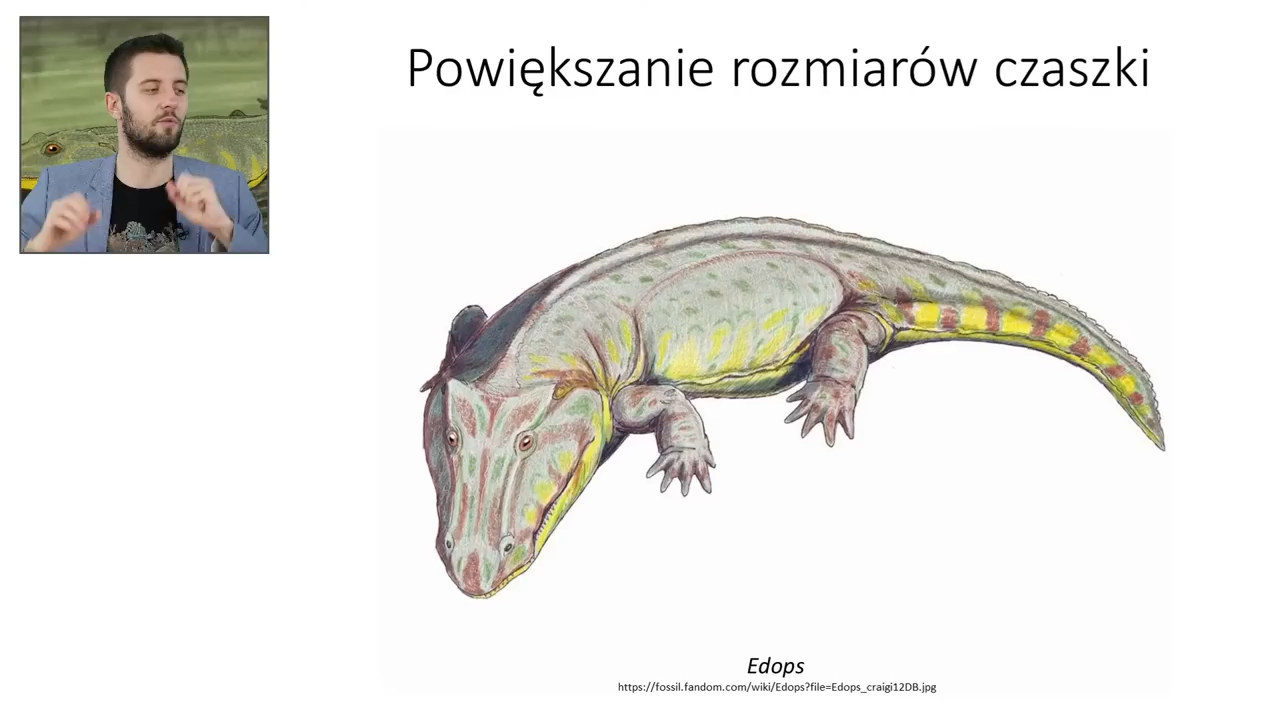 Powiększanie rozmiarów czaszki
Edops
https://fossil.fandom.com/wiki/Edops?file=Edops_craigi12DB.jpg